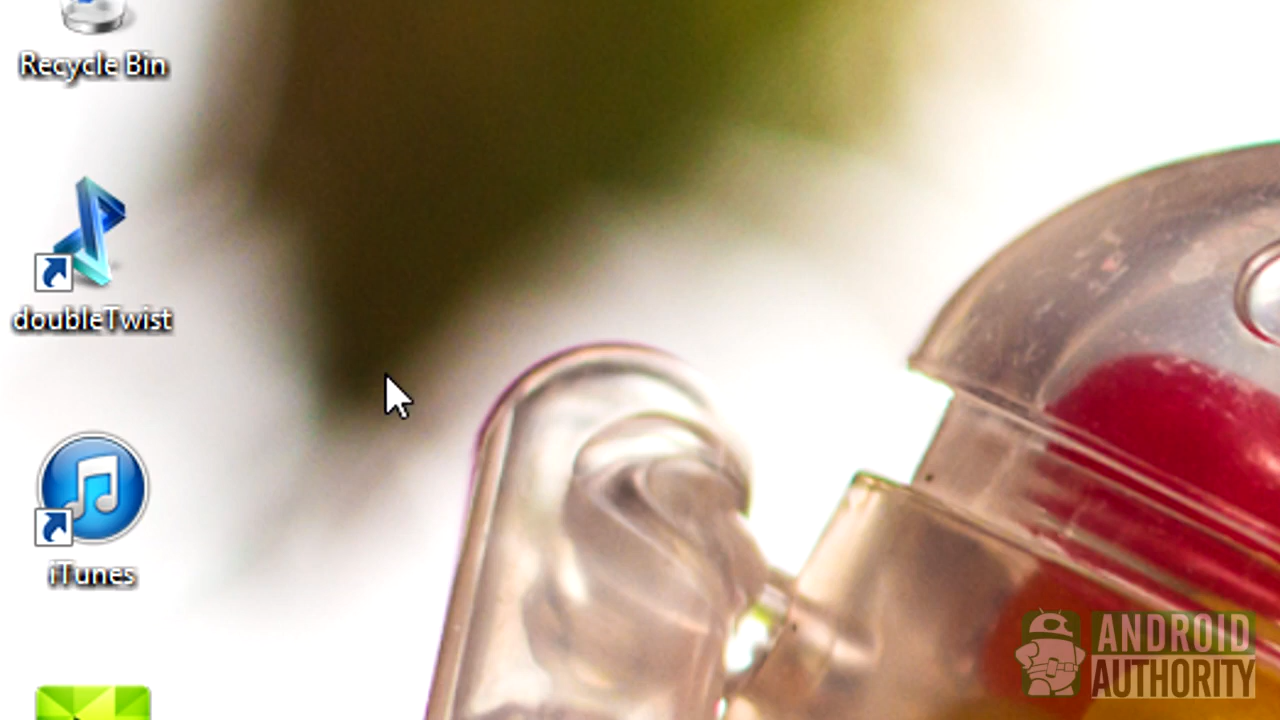 Recycle Bin
doubleTwist
iTunes
ANDROID
AUTHORITY